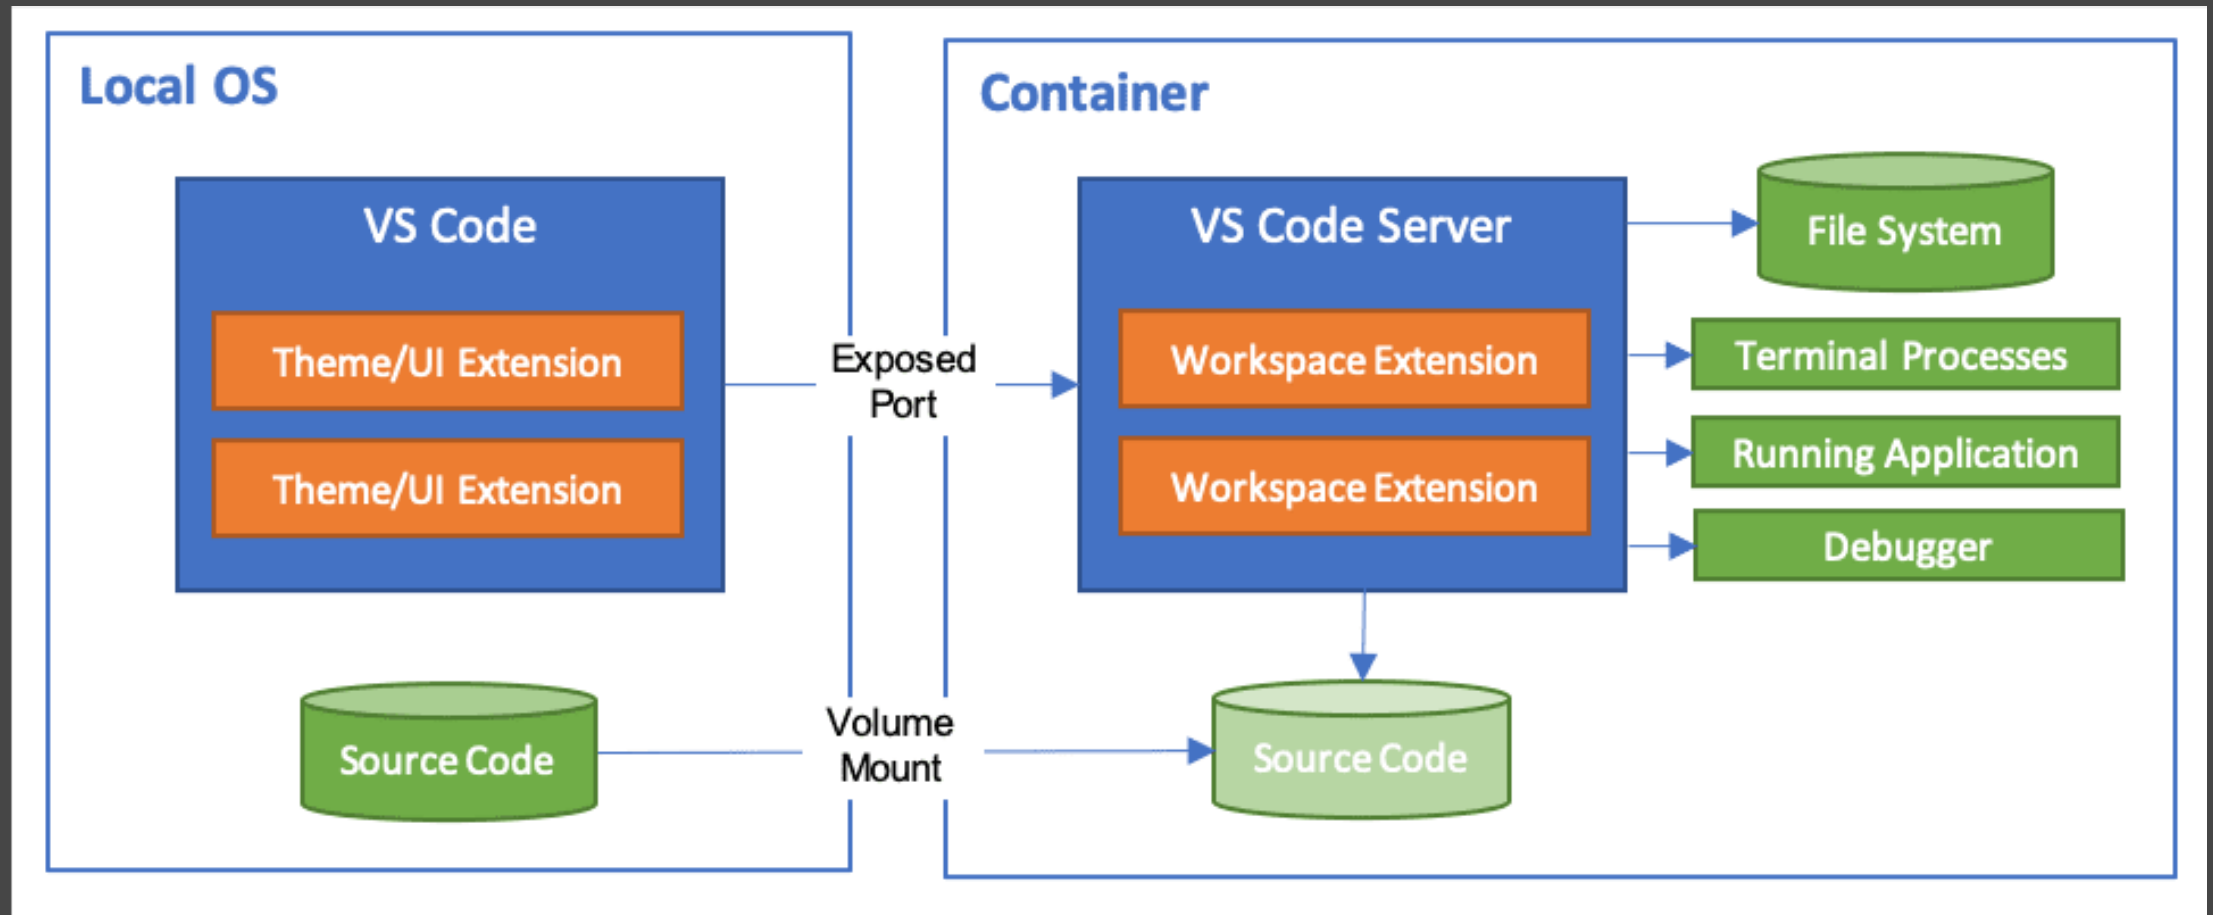 Local OS
Container
VS Code
Theme/UI Extension
Theme/UI Extension
Source Code
Exposed
Port
Volume
Mount
VS Code Server
Workspace Extension
Workspace Extension
File System
Terminal Processes
Running Application
Debugger
Source Code